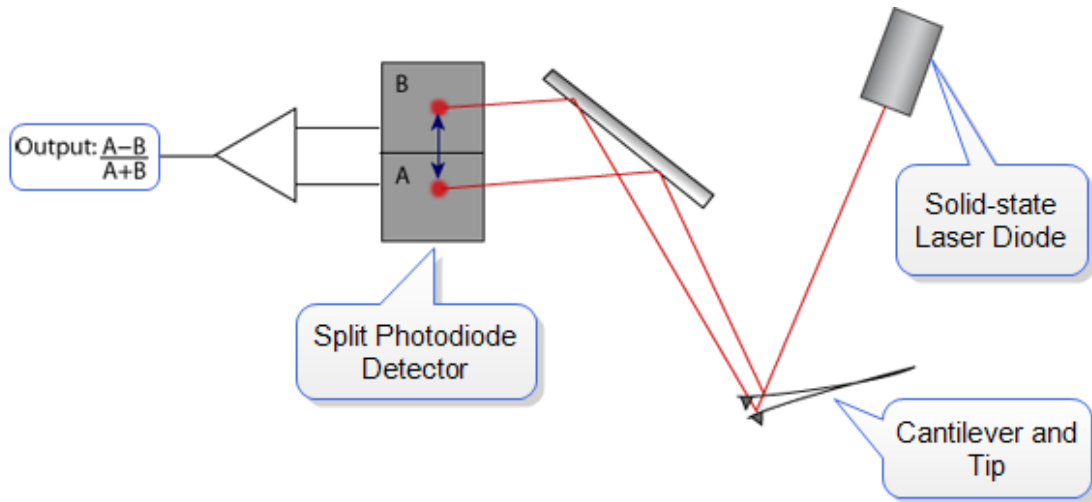 B
A
Output: A−B
A+B
Solid-state
Laser Diode
Split Photodiode
Detector
Cantilever and
Tip